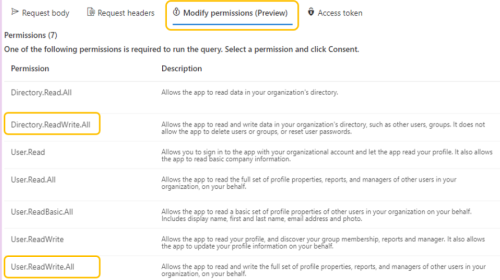 Request body
Request headers
Modify permissions (Preview)
Access token
Permissions (7)
One of the following permissions is required to run the query. Select a permission and click Consent.
Permission
Description
Directory.Read.All
Allows the app to read data in your organization's directory.
Directory.ReadWrite.All
Allows the app to read and write data in your organization's directory, such as other users, groups. It does not
allow the app to delete users or groups, or reset user passwords.
User.Read
Allows you to sign in to the app with your organizational account and let the app read your profile. It also allows
the app to read basic company information.
User.Read.All
Allows the app to read the full set of profile properties, reports, and managers of other users in your
organization, on your behalf.
User.ReadBasic.All
Allows the app to read a basic set of profile properties of other users in your organization on your behalf.
Includes display name, first and last name, email address and photo.
User.ReadWrite
Allows the app to read your profile, and discover your group membership, reports and manager. It also allows
the app to update your profile information on your behalf.
User.ReadWrite.All
Allows the app to read and write the full set of profile properties, reports, and managers of other users in your
organization, on your behalf.